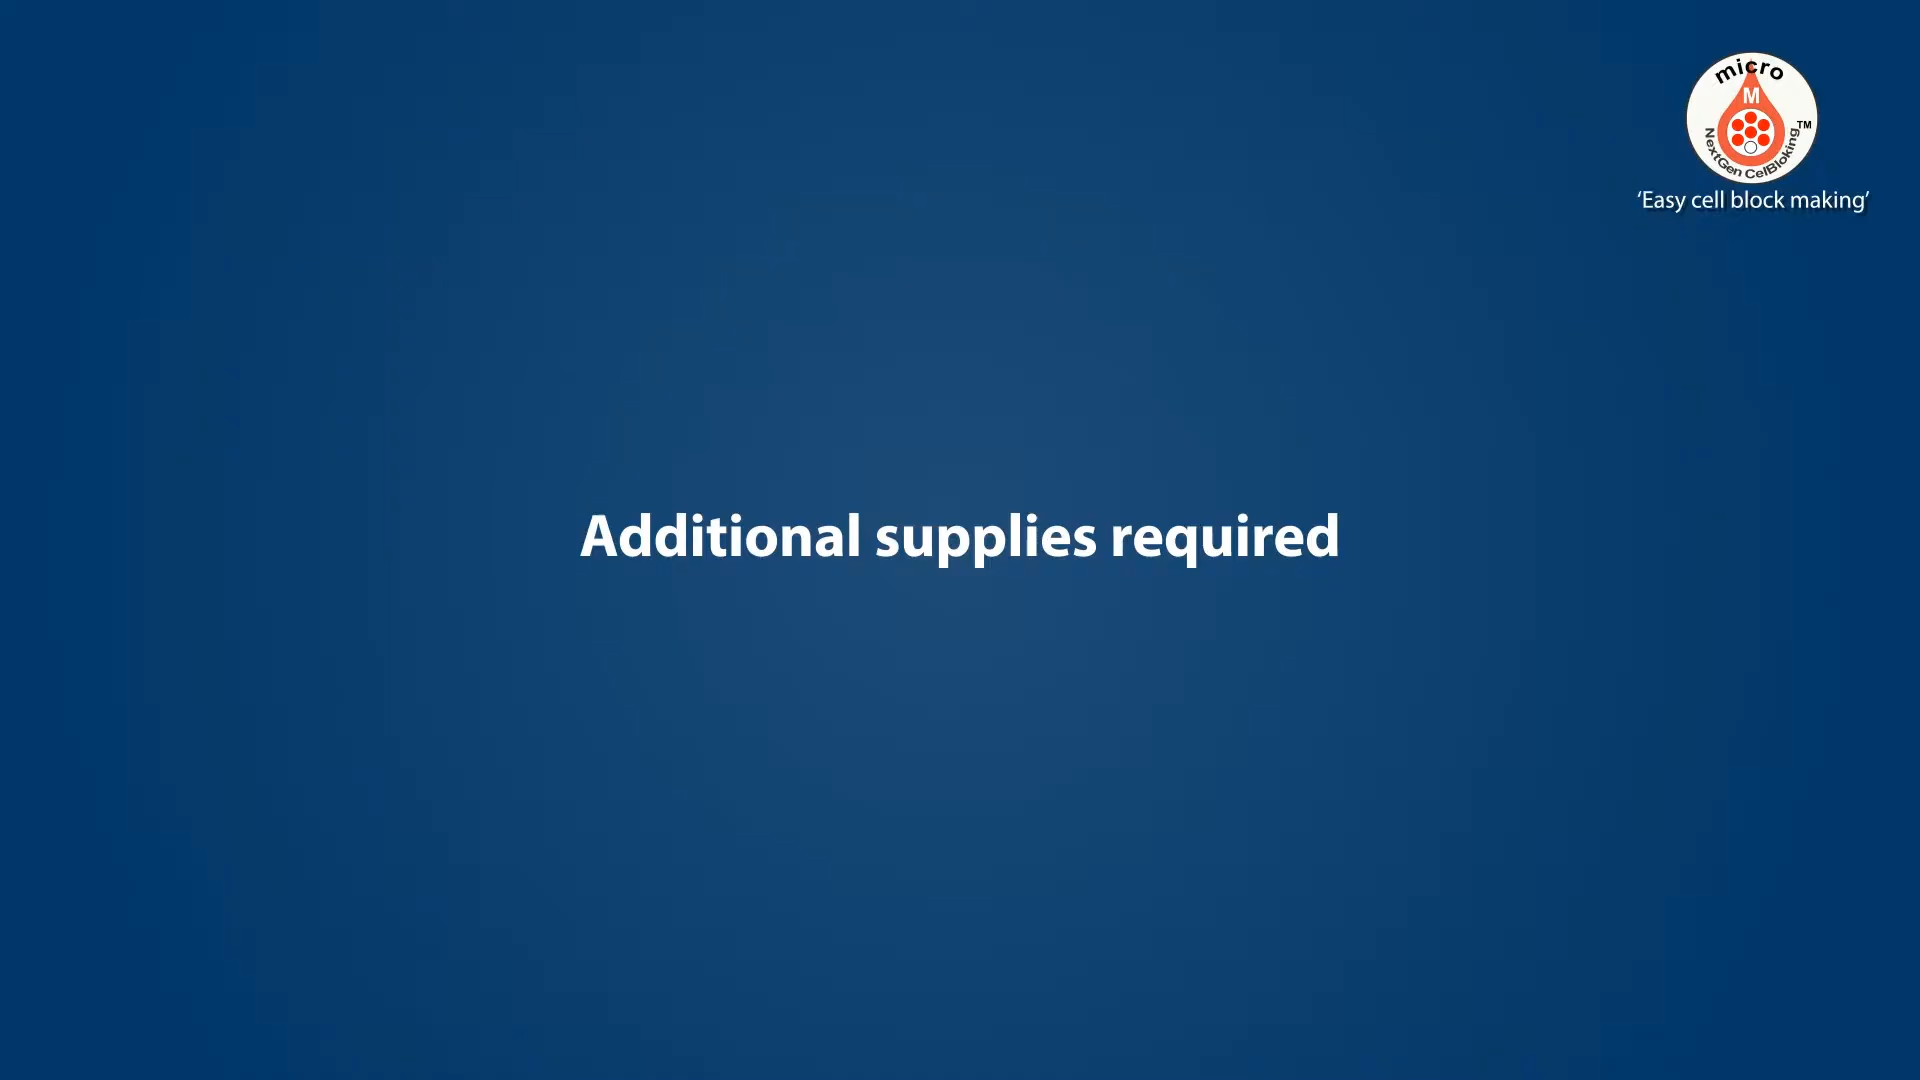 micro
M
NextGen CelBloking
TM
‘Easy cell block making’
Additional supplies required